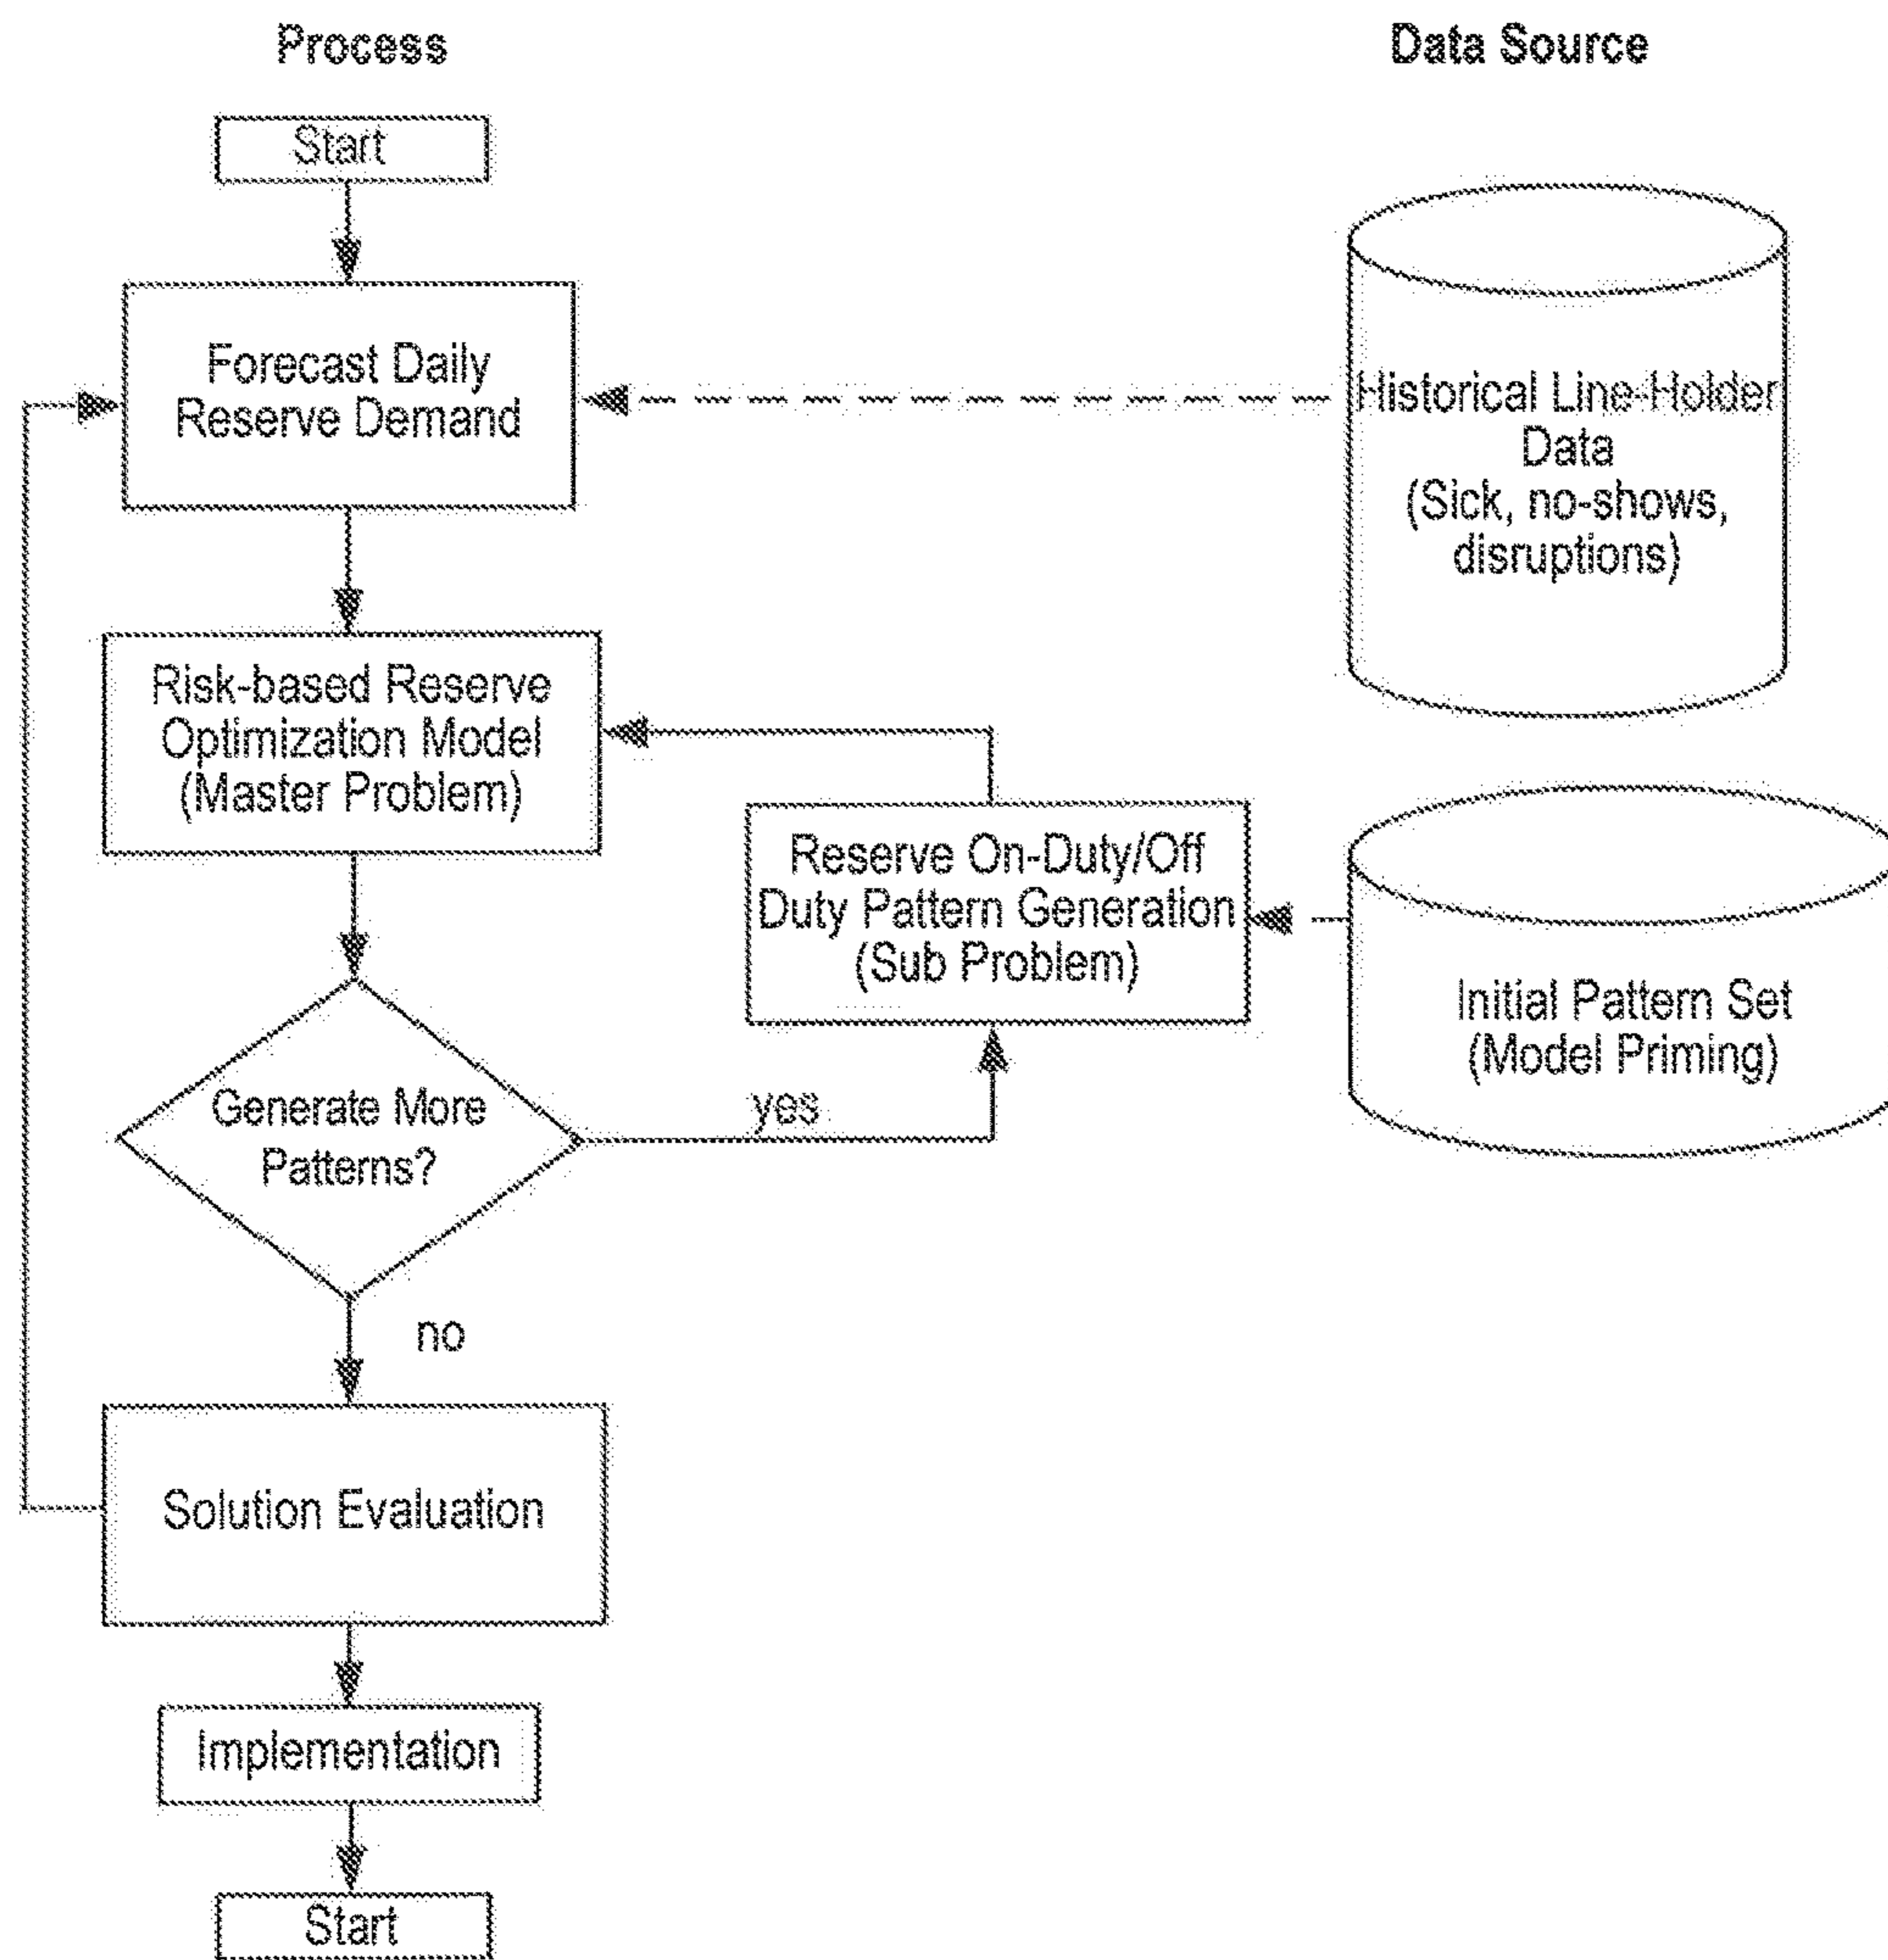 Process
Data Source
Start
Forecast Daily
Reserve Demand
Historical Line-Holder
Data
(Sick, no-shows,
disruptions)
Risk-based Reserve
Optimization Model
(Master Problem)
Reserve On-Duty/Off
Duty Pattern Generation
(Sub Problem)
Initial Pattern Set
(Model Priming)
Generate More
Patterns?
yes
no
Solution Evaluation
Implementation
Start